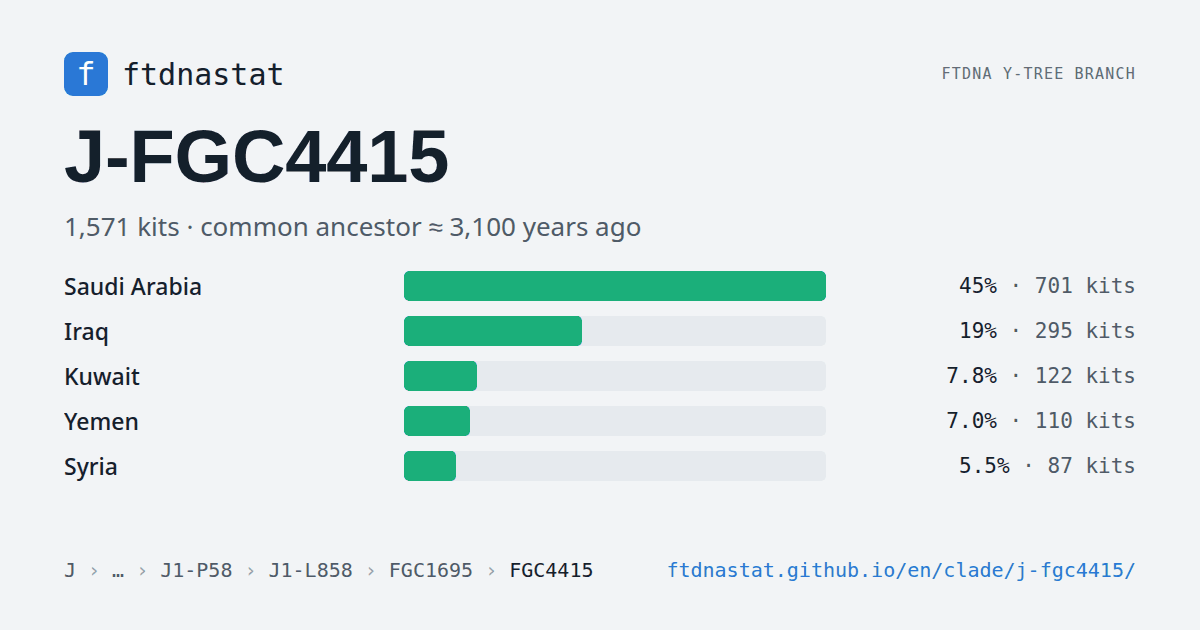 f ftdnastat
FTDNA Y-TREE BRANCH
J-FGC4415
1,571 kits · common ancestor ≈ 3,100 years ago
Saudi Arabia 45% · 701 kits
Iraq 19% · 295 kits
Kuwait 7.8% · 122 kits
Yemen 7.0% · 110 kits
Syria 5.5% · 87 kits
J › … › J1-P58 › J1-L858 › FGC1695 › FGC4415
ftdnastat.github.io/en/clade/j-fgc4415/